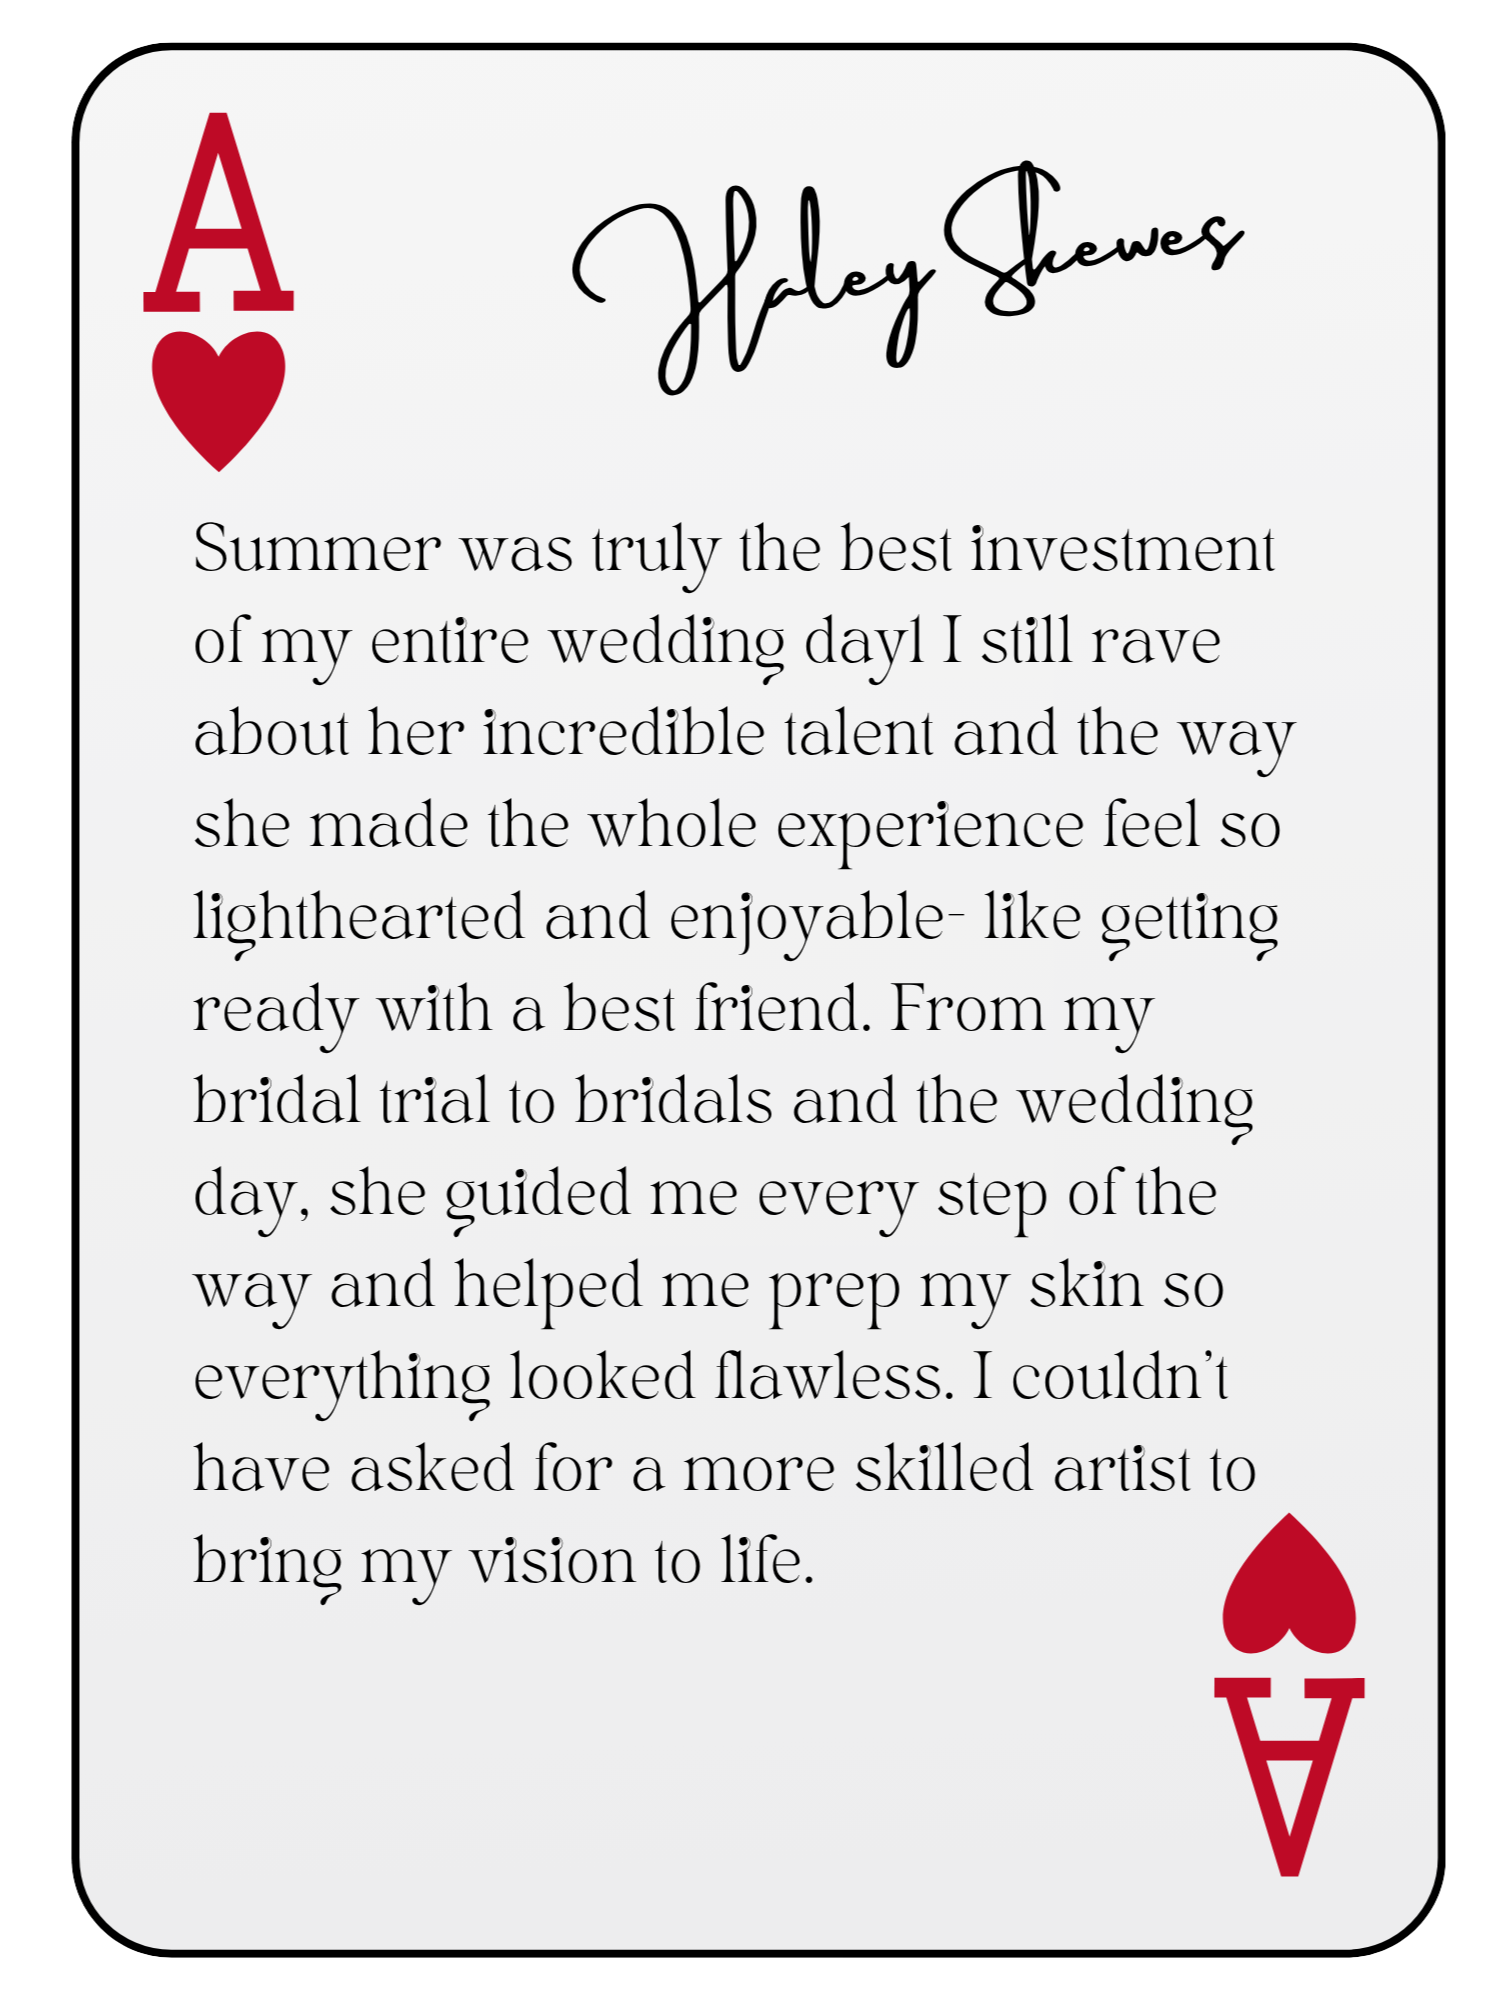 A
Haley Skewes
Summer was truly the best investment
of my entire wedding dayl I still rave
about her incredible talent and the way
she made the whole experience feel so
lighthearted and enjoyable- like getting
ready with a best friend. From my
bridal trial to bridals and the wedding
day, she guided me every step of the
way and helped me prep my skin so
everything looked flawless. I couldn't
have asked for a more skilled artist to
bring my vision to life.
A